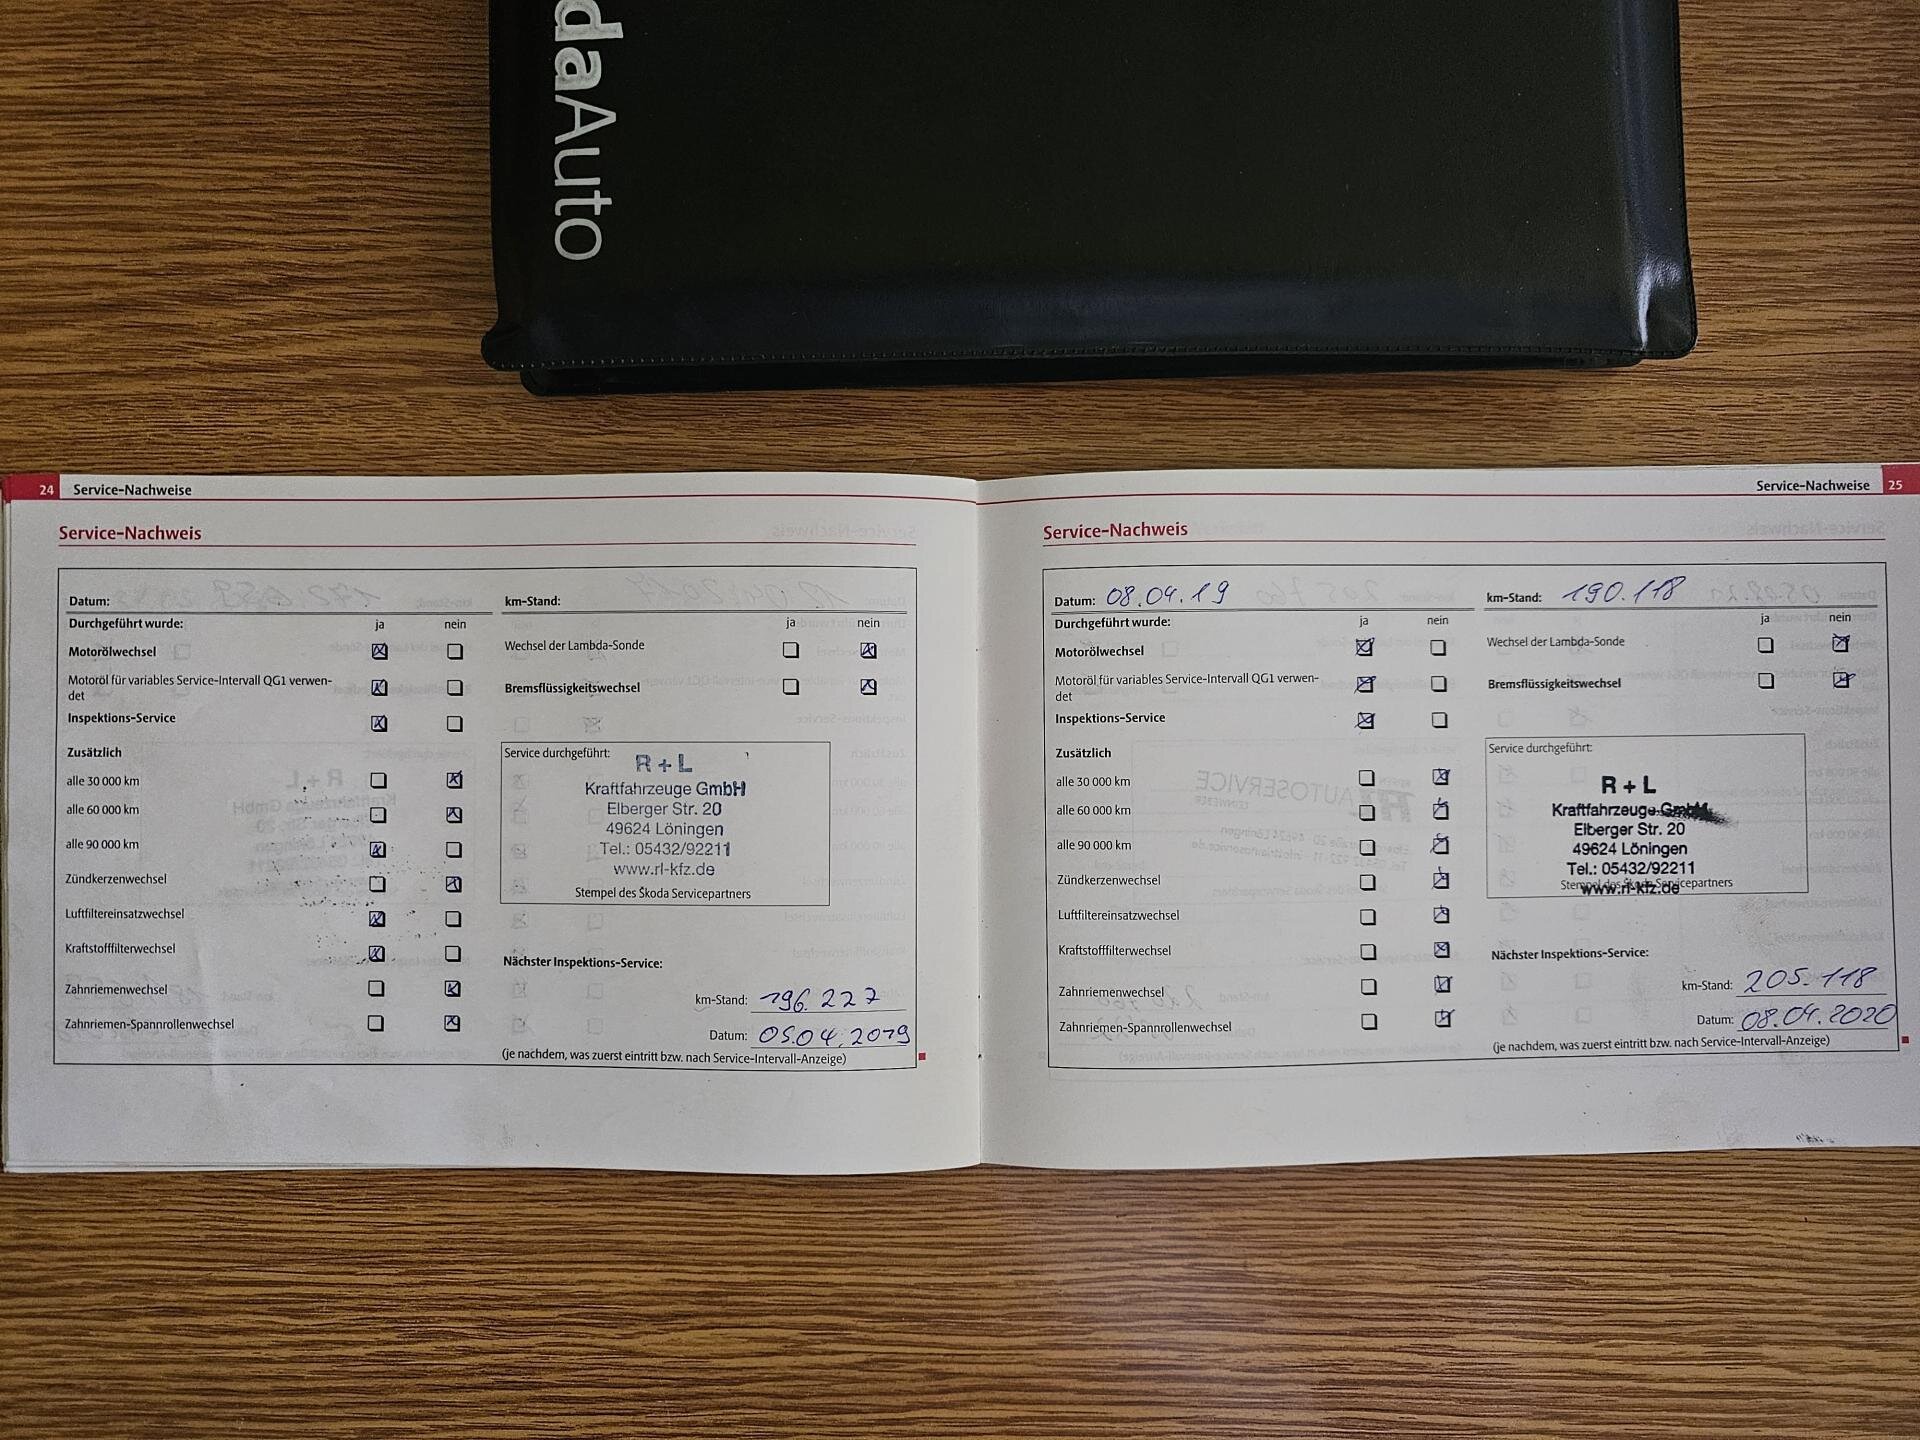 daAuto
24 Service-Nachweise
Service-Nachweis
Datum:
km-Stand:
Durchgeführt wurde: ja nein
ja nein
Motorölwechsel
Motoröl für variables Service-Intervall QG1 verwen-
det
Inspektions-Service
Zusätzlich
alle 30 000 km
alle 60 000 km
alle 90 000 km
Zündkerzenwechsel
Luftfiltereinsatzwechsel
Kraftstofffilterwechsel
Zahnriemenwechsel
Zahnriemen-Spannrollenwechsel
Wechsel der Lambda-Sonde
Bremsflüssigkeitswechsel
Service durchgeführt:
R + L
Kraftfahrzeuge GmbH
Elberger Str. 20
49624 Löningen
Tel.: 05432/92211
www.rl-kfz.de
Stempel des Škoda Servicepartners
Nächster Inspektions-Service:
km-Stand: 196.227
Datum: 05.04.2019
(je nachdem, was zuerst eintritt bzw. nach Service-Intervall-Anzeige)
Service-Nachweise 25
Service-Nachweis
Datum: 08.04.19
km-Stand: 190.118
Durchgeführt wurde: ja nein
ja nein
Motorölwechsel
Motoröl für variables Service-Intervall QG1 verwen-
det
Inspektions-Service
Zusätzlich
alle 30 000 km
alle 60 000 km
alle 90 000 km
Zündkerzenwechsel
Luftfiltereinsatzwechsel
Kraftstofffilterwechsel
Zahnriemenwechsel
Zahnriemen-Spannrollenwechsel
Wechsel der Lambda-Sonde
Bremsflüssigkeitswechsel
Service durchgeführt:
R + L
Kraftfahrzeuge GmbH
Elberger Str. 20
49624 Löningen
Tel.: 05432/92211
www.rl-kfz.de
Stempel des Škoda Servicepartners
Nächster Inspektions-Service:
km-Stand: 205.118
Datum: 08.04.2020
(je nachdem, was zuerst eintritt bzw. nach Service-Intervall-Anzeige)